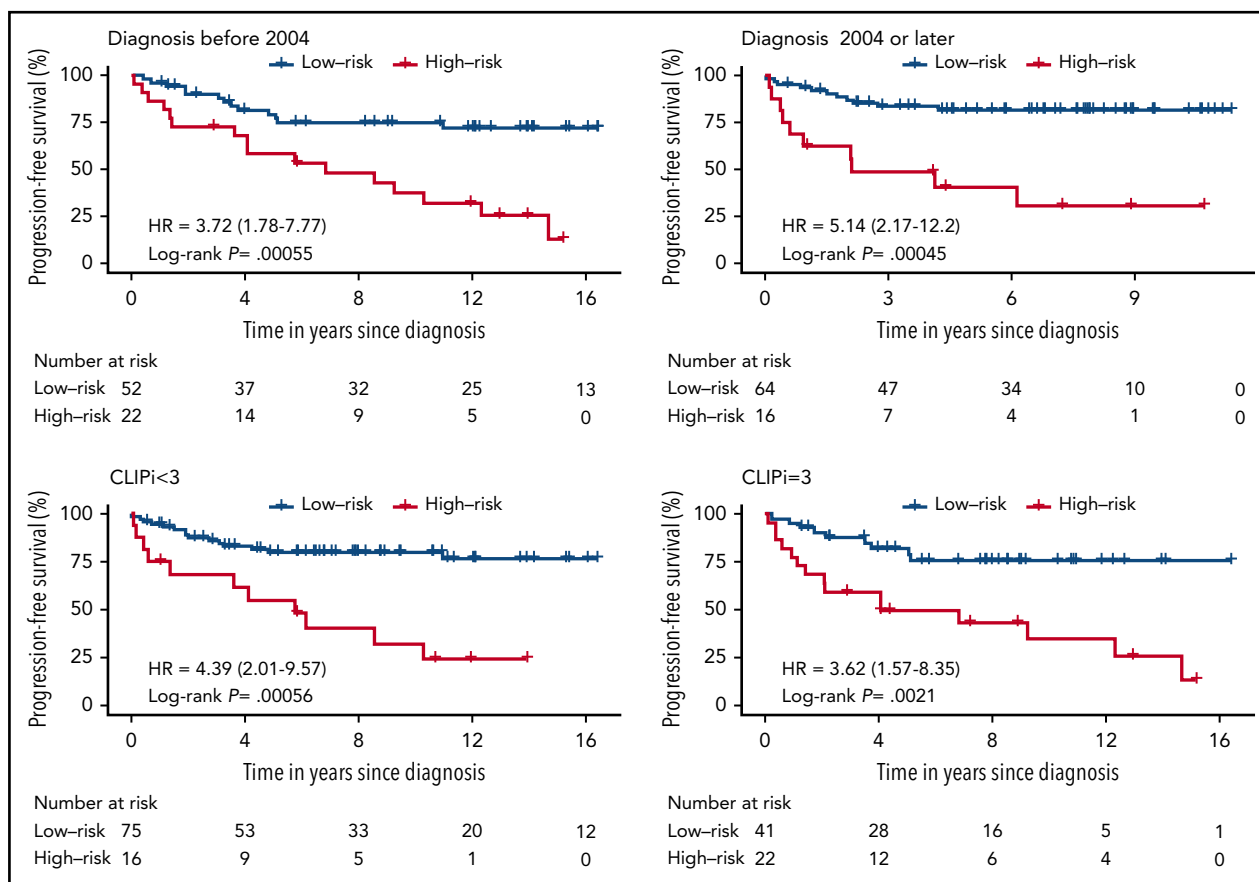 Diagnosis before 2004
Low–risk High–risk
Progression-free survival (%)
100
75
50
25
0
HR = 3.72 (1.78-7.77)
Log-rank P= .00055
0 4 8 12 16
Time in years since diagnosis
Number at risk
Low–risk 52 37 32 25 13
High–risk 22 14 9 5 0
Diagnosis 2004 or later
Low–risk High–risk
Progression-free survival (%)
100
75
50
25
0
HR = 5.14 (2.17-12.2)
Log-rank P= .00045
0 3 6 9
Time in years since diagnosis
Number at risk
Low–risk 64 47 34 10 0
High–risk 16 7 4 1 0
CLIPi<3
Low–risk High–risk
Progression-free survival (%)
100
75
50
25
0
HR = 4.39 (2.01-9.57)
Log-rank P= .00056
0 4 8 12 16
Time in years since diagnosis
Number at risk
Low–risk 75 53 33 20 12
High–risk 16 9 5 1 0
CLIPi=3
Low–risk High–risk
Progression-free survival (%)
100
75
50
25
0
HR = 3.62 (1.57-8.35)
Log-rank P= .0021
0 4 8 12 16
Time in years since diagnosis
Number at risk
Low–risk 41 28 16 5 1
High–risk 22 12 6 4 0